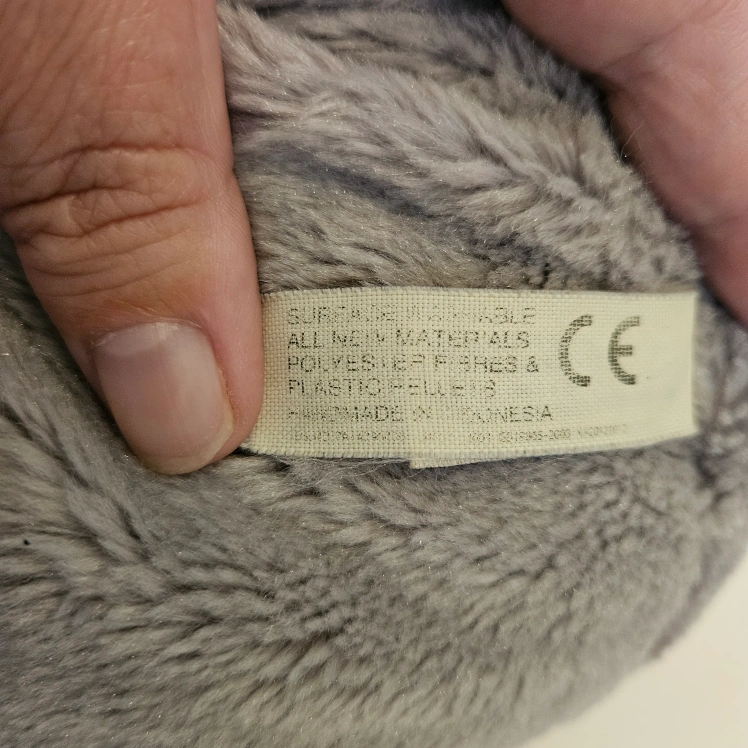 SURFACE WASHABLE
ALL NEW MATERIALS
POLYESTER FIBRES &
PLASTIC PELLETS
HANDMADE IN INDONESIA
CE